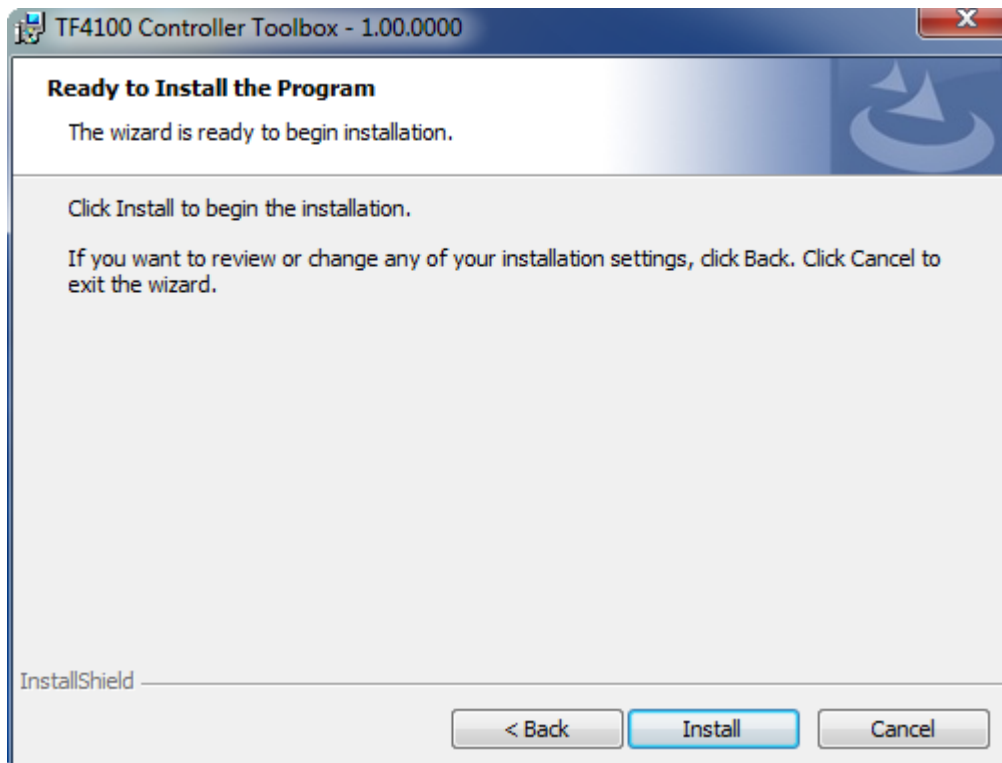 TF4100 Controller Toolbox - 1.00.0000
Ready to Install the Program
The wizard is ready to begin installation.
Click Install to begin the installation.
If you want to review or change any of your installation settings, click Back. Click Cancel to
exit the wizard.
InstallShield
< Back
Install
Cancel